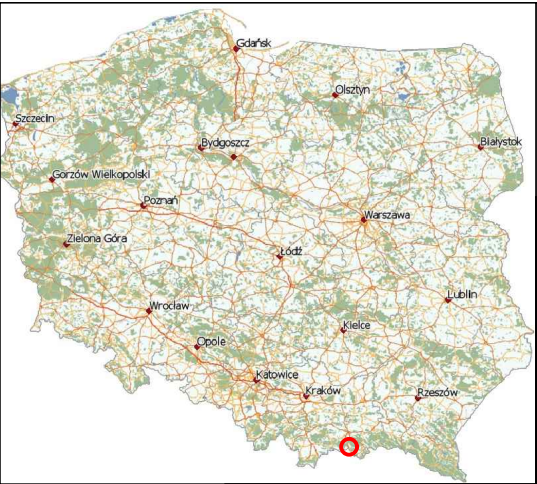 Gdańsk
Olsztyn
Szczecin
Bydgoszcz
Białystok
Gorzów Wielkopolski
Poznań
Warszawa
Zielona Góra
Łódź
Lublin
Wrocław
Kielce
Opole
Katowice
Kraków
Rzeszów